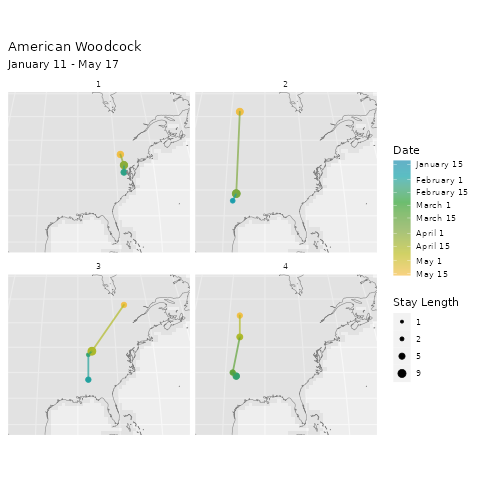 American Woodcock
January 11 - May 17
1
2
3
4
Date
January 15
February 1
February 15
March 1
March 15
April 1
April 15
May 1
May 15
Stay Length
1
2
5
9